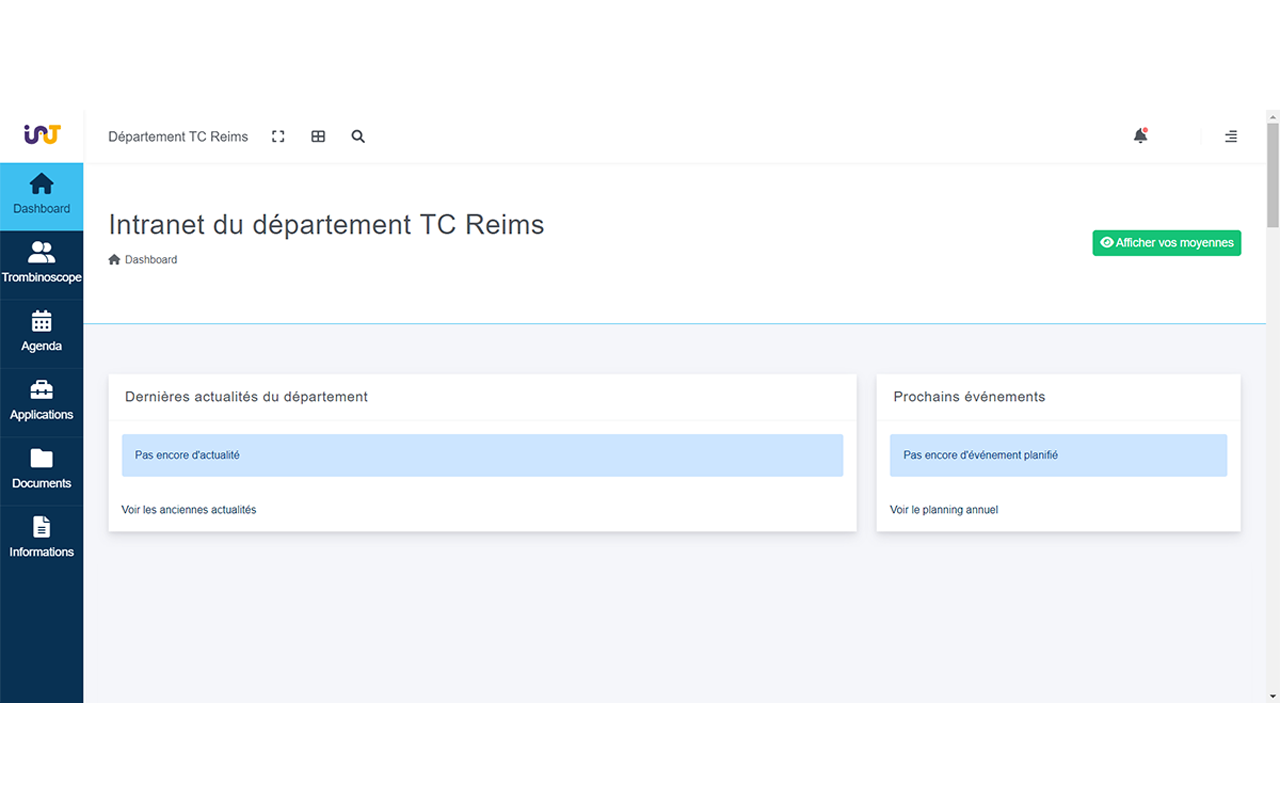 Département TC Reims
Dashboard
Trombinoscope
Agenda
Applications
Documents
Informations
Intranet du département TC Reims
Dashboard
Afficher vos moyennes
Dernières actualités du département
Pas encore d'actualité
Voir les anciennes actualités
Prochains événements
Pas encore d'événement planifié
Voir le planning annuel